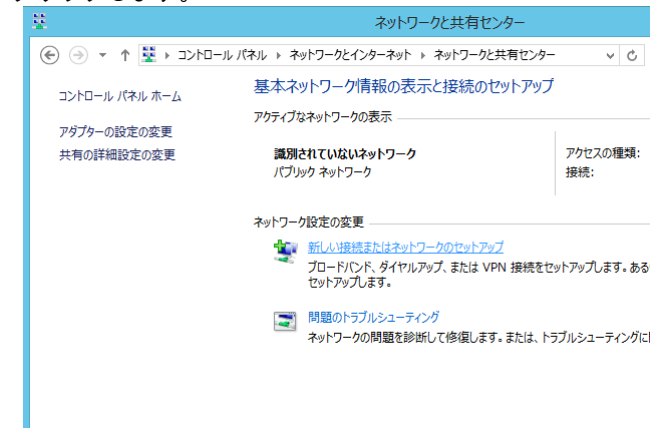 ネットワークと共有センター
コントロール パネル ネットワークとインターネット ネットワークと共有センター
コントロール パネル ホーム
アダプターの設定の変更
共有の詳細設定の変更
基本ネットワーク情報の表示と接続のセットアップ
アクティブなネットワークの表示
識別されていないネットワーク
パブリック ネットワーク
アクセスの種類:
接続:
ネットワーク設定の変更
新しい接続またはネットワークのセットアップ
ブロードバンド、ダイヤルアップ、または VPN 接続をセットアップします。ある
セットアップします。
問題のトラブルシューティング
ネットワークの問題を診断して修復します。または、トラブルシューティングに